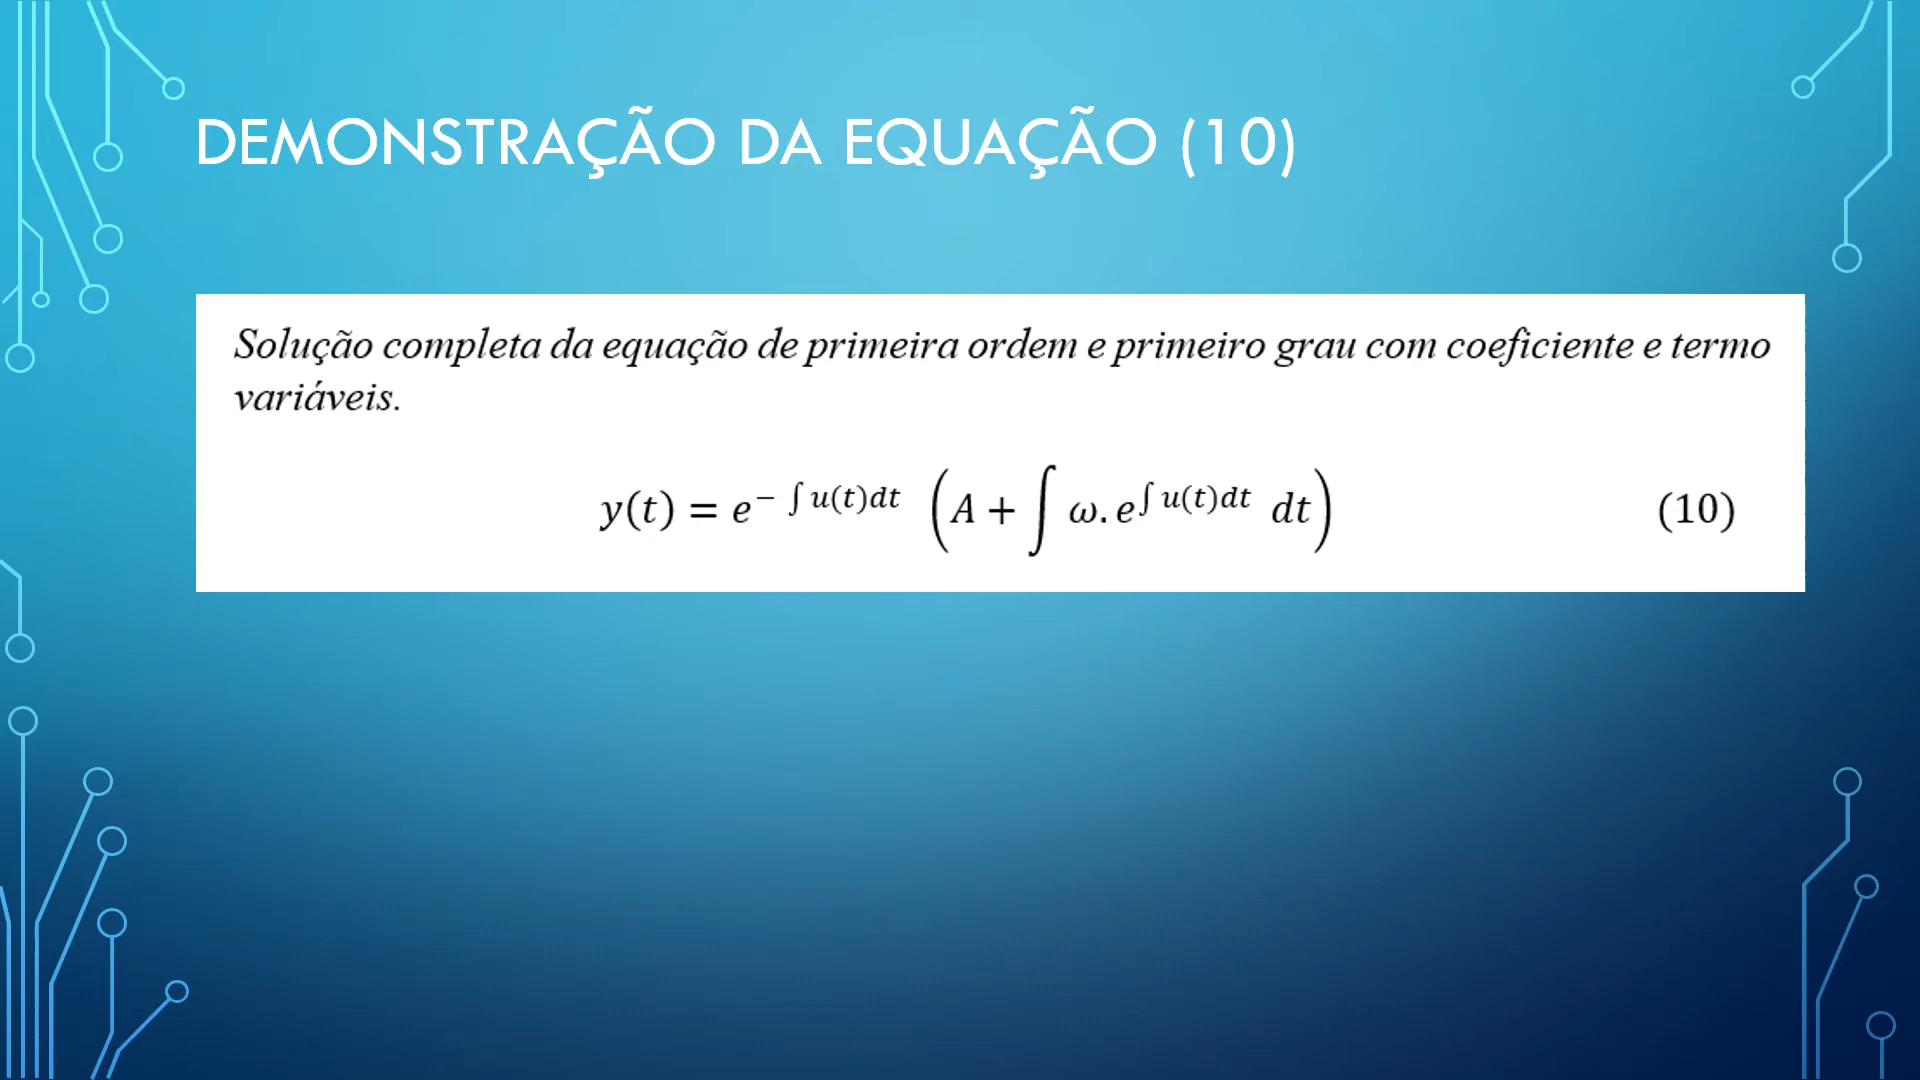 DEMONSTRAÇÃO DA EQUAÇÃO (10)
Solução completa da equação de primeira ordem e primeiro grau com coeficiente e termo
variáveis.
y(t) = e^{− ∫ u(t)dt} (A + ∫ ω. e^{∫ u(t)dt} dt) (10)